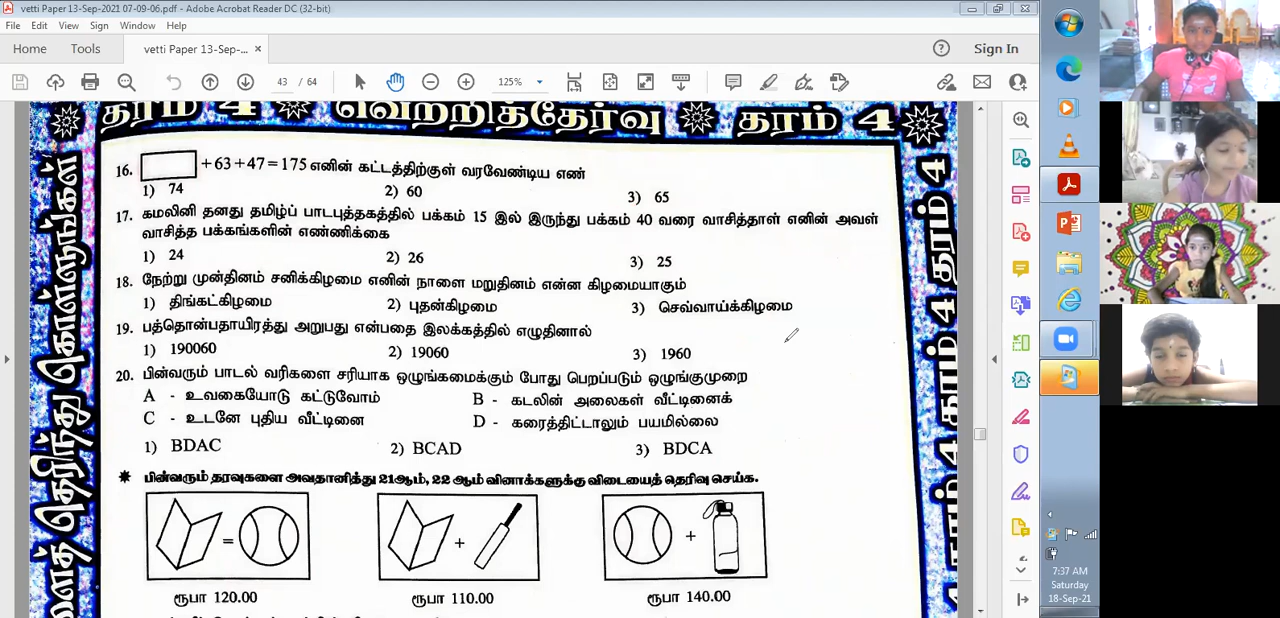 vetti Paper 13-Sep-2021 07-09-06.pdf - Adobe Acrobat Reader DC (32-bit)
File Edit View Sign Window Help
Home Tools vetti Paper 13-Sep-... × Sign In
43 / 64 125%
தரம் 4 வெற்றித்தேர்வு தரம் 4
16. + 63 + 47 = 175 எனின் கட்டத்திற்குள் வரவேண்டிய எண்
1) 74 2) 60 3) 65
17. கமலினி தனது தமிழ்ப் பாடபுத்தகத்தில் பக்கம் 15 இல் இருந்து பக்கம் 40 வரை வாசித்தாள் எனின் அவள்
வாசித்த பக்கங்களின் எண்ணிக்கை
1) 24 2) 26 3) 25
18. நேற்று முன்தினம் சனிக்கிழமை எனின் நாளை மறுதினம் என்ன கிழமையாகும்
1) திங்கட்கிழமை 2) புதன்கிழமை 3) செவ்வாய்க்கிழமை
19. பத்தொன்பதாயிரத்து அறுபது என்பதை இலக்கத்தில் எழுதினால்
1) 190060 2) 19060 3) 1960
20. பின்வரும் பாடல் வரிகளை சரியாக ஒழுங்கமைக்கும் போது பெறப்படும் ஒழுங்குமுறை
A - உவகையோடு கட்டுவோம் B - கடலின் அலைகள் வீட்டினைக்
C - உடனே புதிய வீட்டினை D - கரைத்திட்டாலும் பயமில்லை
1) BDAC 2) BCAD 3) BDCA
பின்வரும் தரவுகளை அவதானித்து 21ஆம், 22 ஆம் வினாக்களுக்கு விடையைத் தெரிவு செய்க.
= + +
ரூபா 120.00 ரூபா 110.00 ரூபா 140.00
தெரிந்து கொள்ளுங்கள்
தரம் 4 தரம் 4
7:37 AM
Saturday
18-Sep-21